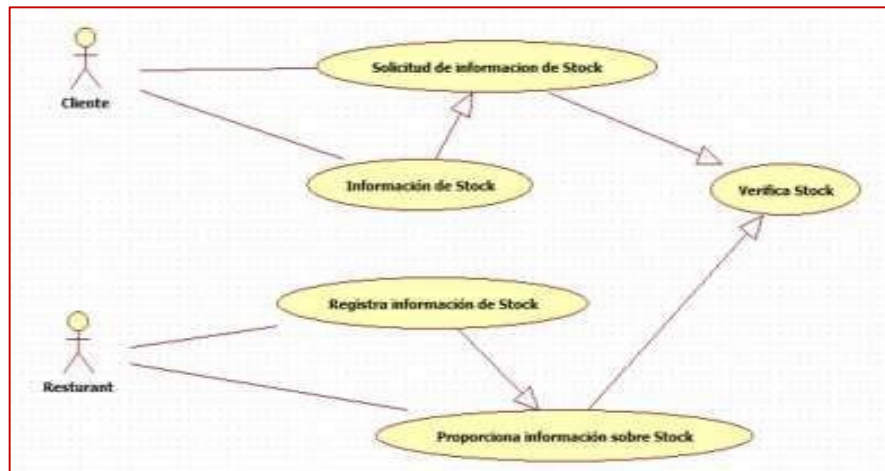 Solicitud de informacion de Stock
Cliente
Información de Stock
Verifica Stock
Registra información de Stock
Resturant
Proporciona información sobre Stock